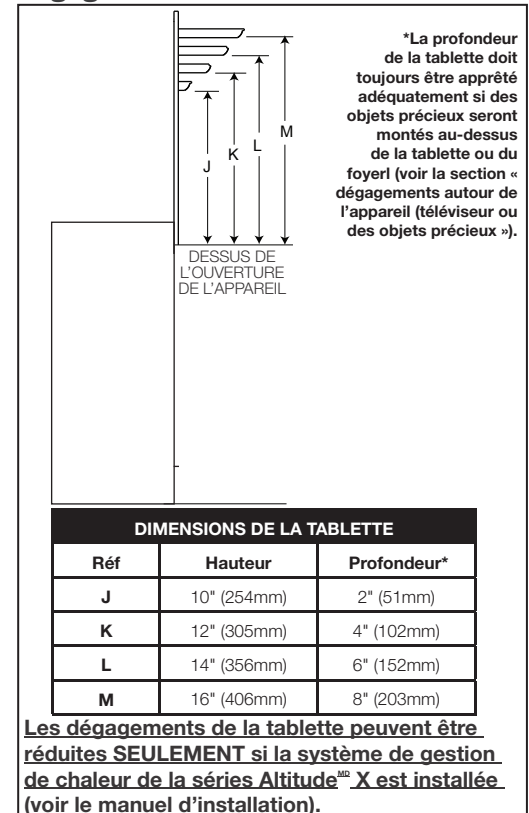 *La profondeur
de la tablette doit
toujours être apprêté
adéquatement si des
objets précieux seront
montés au-dessus
de la tablette ou du
foyerl (voir la section «
dégagements autour de
l'appareil (téléviseur ou
des objets précieux »).
M
L
K
J
DESSUS DE
L'OUVERTURE
DE L'APPAREIL
DIMENSIONS DE LA TABLETTE
Réf Hauteur Profondeur*
J 10" (254mm) 2" (51mm)
K 12" (305mm) 4" (102mm)
L 14" (356mm) 6" (152mm)
M 16" (406mm) 8" (203mm)
Les dégagements de la tablette peuvent être
réduites SEULEMENT si la système de gestion
de chaleur de la séries Altitude MD X est installée
(voir le manuel d'installation).